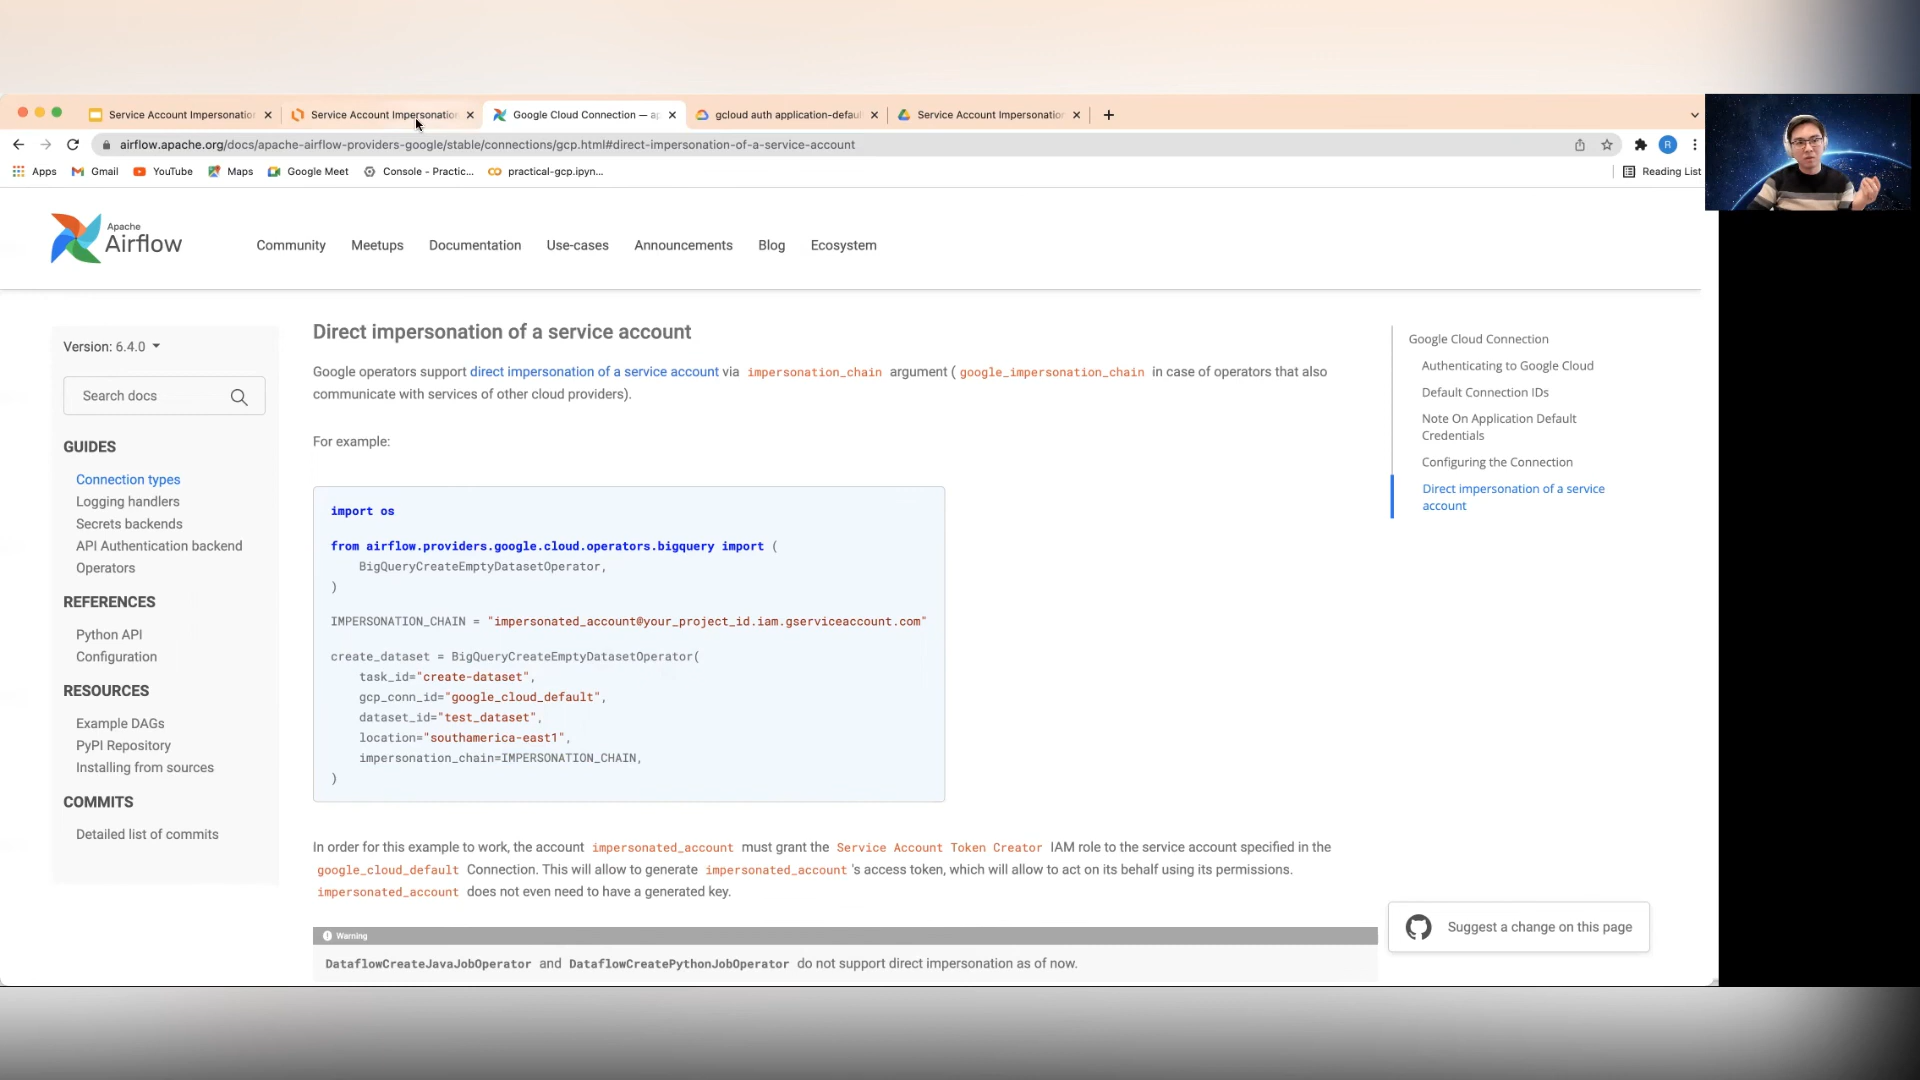 Service Account Impersonation
Service Account Impersonation
Google Cloud Connection — a
gcloud auth application-defau
Service Account Impersonation
airflow.apache.org/docs/apache-airflow-providers-google/stable/connections/gcp.html#direct-impersonation-of-a-service-account
R
Apps
Gmail
YouTube
Maps
Google Meet
Console - Practic...
practical-gcp.ipyn...
Reading List
Apache
Airflow
Community
Meetups
Documentation
Use-cases
Announcements
Blog
Ecosystem
Version: 6.4.0
Search docs
GUIDES
Connection types
Logging handlers
Secrets backends
API Authentication backend
Operators
REFERENCES
Python API
Configuration
RESOURCES
Example DAGs
PyPI Repository
Installing from sources
COMMITS
Detailed list of commits
Direct impersonation of a service account
Google operators support direct impersonation of a service account via impersonation_chain argument ( google_impersonation_chain in case of operators that also
communicate with services of other cloud providers).
For example:
import os
from airflow.providers.google.cloud.operators.bigquery import (
BigQueryCreateEmptyDatasetOperator,
)
IMPERSONATION_CHAIN = "impersonated_account@your_project_id.iam.gserviceaccount.com"
create_dataset = BigQueryCreateEmptyDatasetOperator(
task_id="create-dataset",
gcp_conn_id="google_cloud_default",
dataset_id="test_dataset",
location="southamerica-east1",
impersonation_chain=IMPERSONATION_CHAIN,
)
In order for this example to work, the account impersonated_account must grant the Service Account Token Creator IAM role to the service account specified in the
google_cloud_default Connection. This will allow to generate impersonated_account 's access token, which will allow to act on its behalf using its permissions.
impersonated_account does not even need to have a generated key.
Warning
DataflowCreateJavaJobOperator and DataflowCreatePythonJobOperator do not support direct impersonation as of now.
Google Cloud Connection
Authenticating to Google Cloud
Default Connection IDs
Note On Application Default
Credentials
Configuring the Connection
Direct impersonation of a service
account
Suggest a change on this page